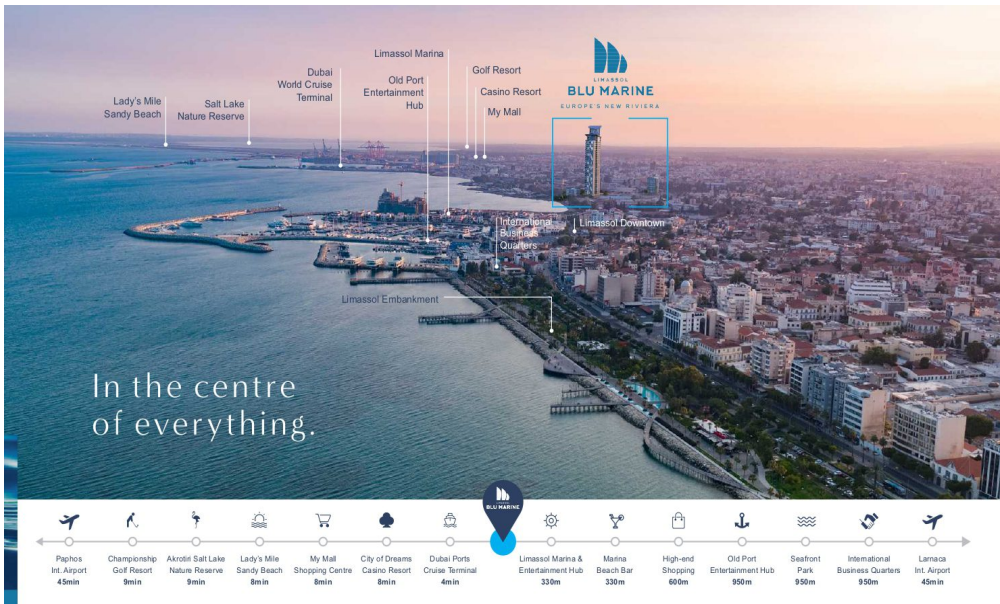 Lady's Mile
Sandy Beach
Salt Lake
Nature Reserve
Dubai
World Cruise
Terminal
Limassol Marina
Old Port
Entertainment
Hub
Golf Resort
Casino Resort
My Mall
LIMASSOL
BLU MARINE
EUROPE'S NEW RIVIERA
International
Business
Quarters
Limassol Downtown
Limassol Embankment
In the centre
of everything.
LIMASSOL
BLU MARINE
Paphos
Int. Airport
45min
Championship
Golf Resort
9min
Akrotiri Salt Lake
Nature Reserve
9min
Lady's Mile
Sandy Beach
8min
My Mall
Shopping Centre
8min
City of Dreams
Casino Resort
8min
Dubai Ports
Cruise Terminal
4min
Limassol Marina &
Entertainment Hub
330m
Marina
Beach Bar
330m
High-end
Shopping
600m
Old Port
Entertainment Hub
950m
Seafront
Park
950m
International
Business Quarters
950m
Larnaca
Int. Airport
45min